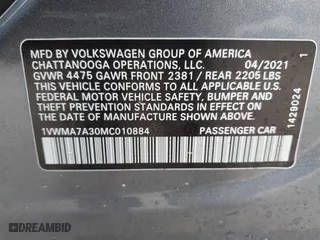 MFD BY VOLKSWAGEN GROUP OF AMERICA
CHATTANOOGA OPERATIONS, LLC. 04/2021
GVWR 4475 GAWR FRONT 2381 / REAR 2205 LBS
THIS VEHICLE CONFORMS TO ALL APPLICABLE U.S.
FEDERAL MOTOR VEHICLE SAFETY, BUMPER, AND
THEFT PREVENTION STANDARDS IN EFFECT ON THE
DATE OF MANUFACTURE SHOWN ABOVE.
1VWMA7A30MC010884 PASSENGER CAR
1
1429024
DREAMBID